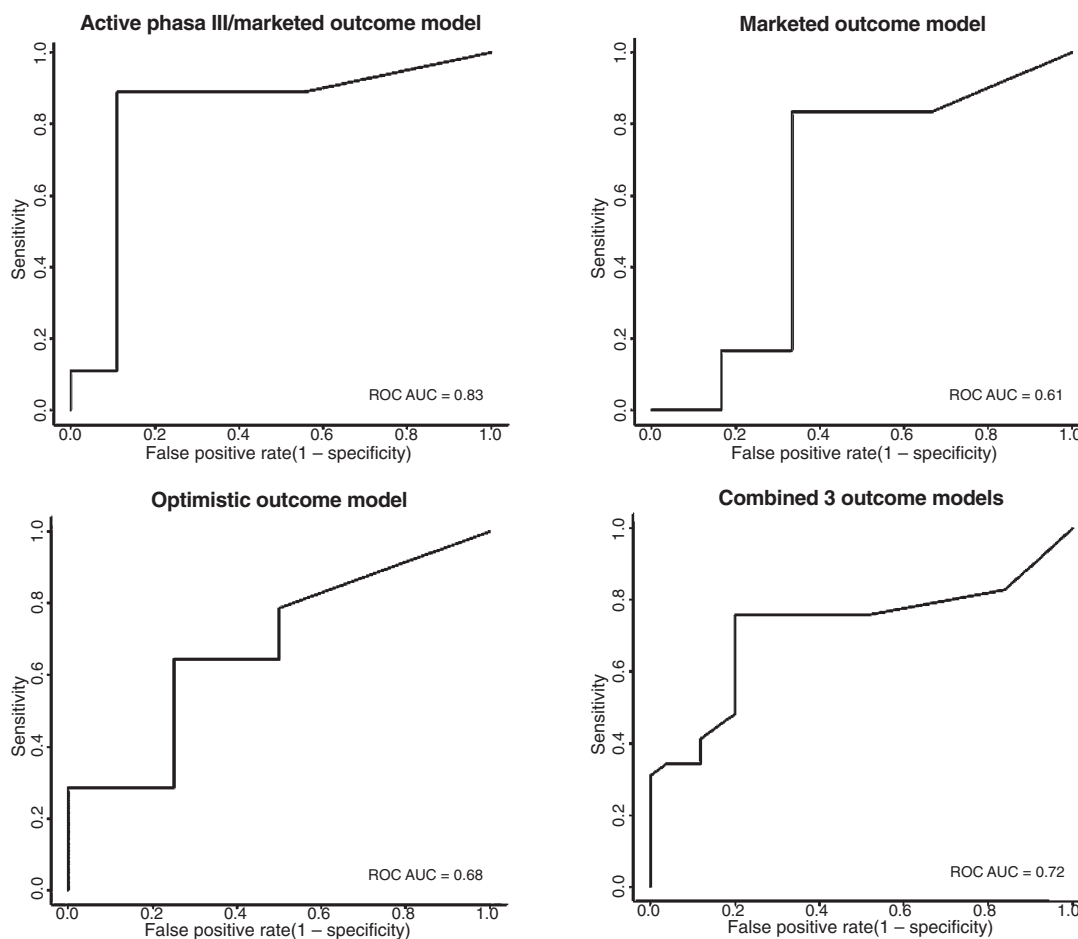 Active phasa III/marketed outcome model
Sensitivity
0.0 0.2 0.4 0.6 0.8 1.0
ROC AUC = 0.83
0.0 0.2 0.4 0.6 0.8 1.0
False positive rate(1 – specificity)
Marketed outcome model
Sensitivity
0.0 0.2 0.4 0.6 0.8 1.0
ROC AUC = 0.61
0.0 0.2 0.4 0.6 0.8 1.0
False positive rate(1 – specificity)
Optimistic outcome model
Sensitivity
0.0 0.2 0.4 0.6 0.8 1.0
ROC AUC = 0.68
0.0 0.2 0.4 0.6 0.8 1.0
False positive rate(1 – specificity)
Combined 3 outcome models
Sensitivity
0.0 0.2 0.4 0.6 0.8 1.0
ROC AUC = 0.72
0.0 0.2 0.4 0.6 0.8 1.0
False positive rate(1 – specificity)